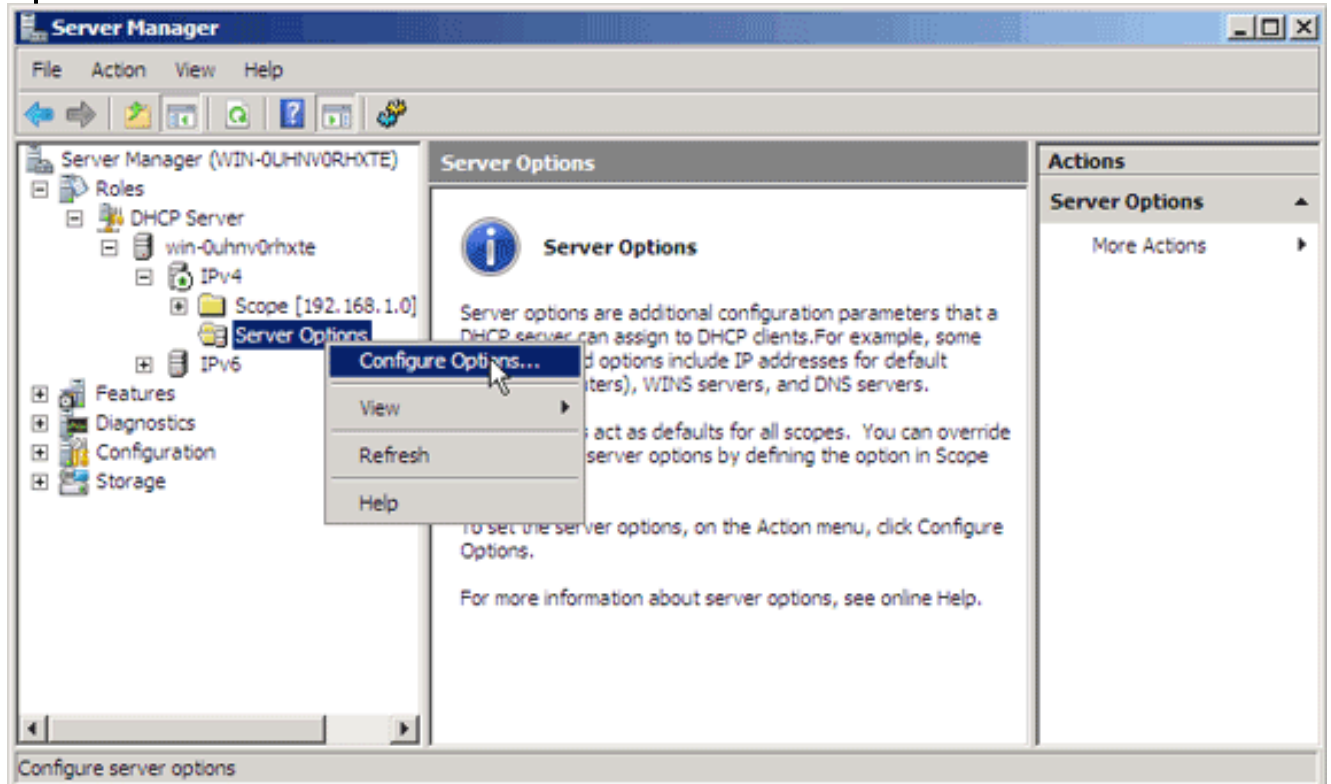 Server Manager
File Action View Help
Server Manager (WIN-0UHNV0RHXTE)
Roles
DHCP Server
win-0uhnv0rhxte
IPv4
Scope [192.168.1.0]
Server Options
IPv6
Features
Diagnostics
Configuration
Storage
Configure Options...
View
Refresh
Help
Server Options
Server Options
Server options are additional configuration parameters that a
DHCP server can assign to DHCP clients.For example, some
d options include IP addresses for default
ters), WINS servers, and DNS servers.
s act as defaults for all scopes. You can override
server options by defining the option in Scope
To set the server options, on the Action menu, click Configure
Options.
For more information about server options, see online Help.
Actions
Server Options
More Actions
Configure server options